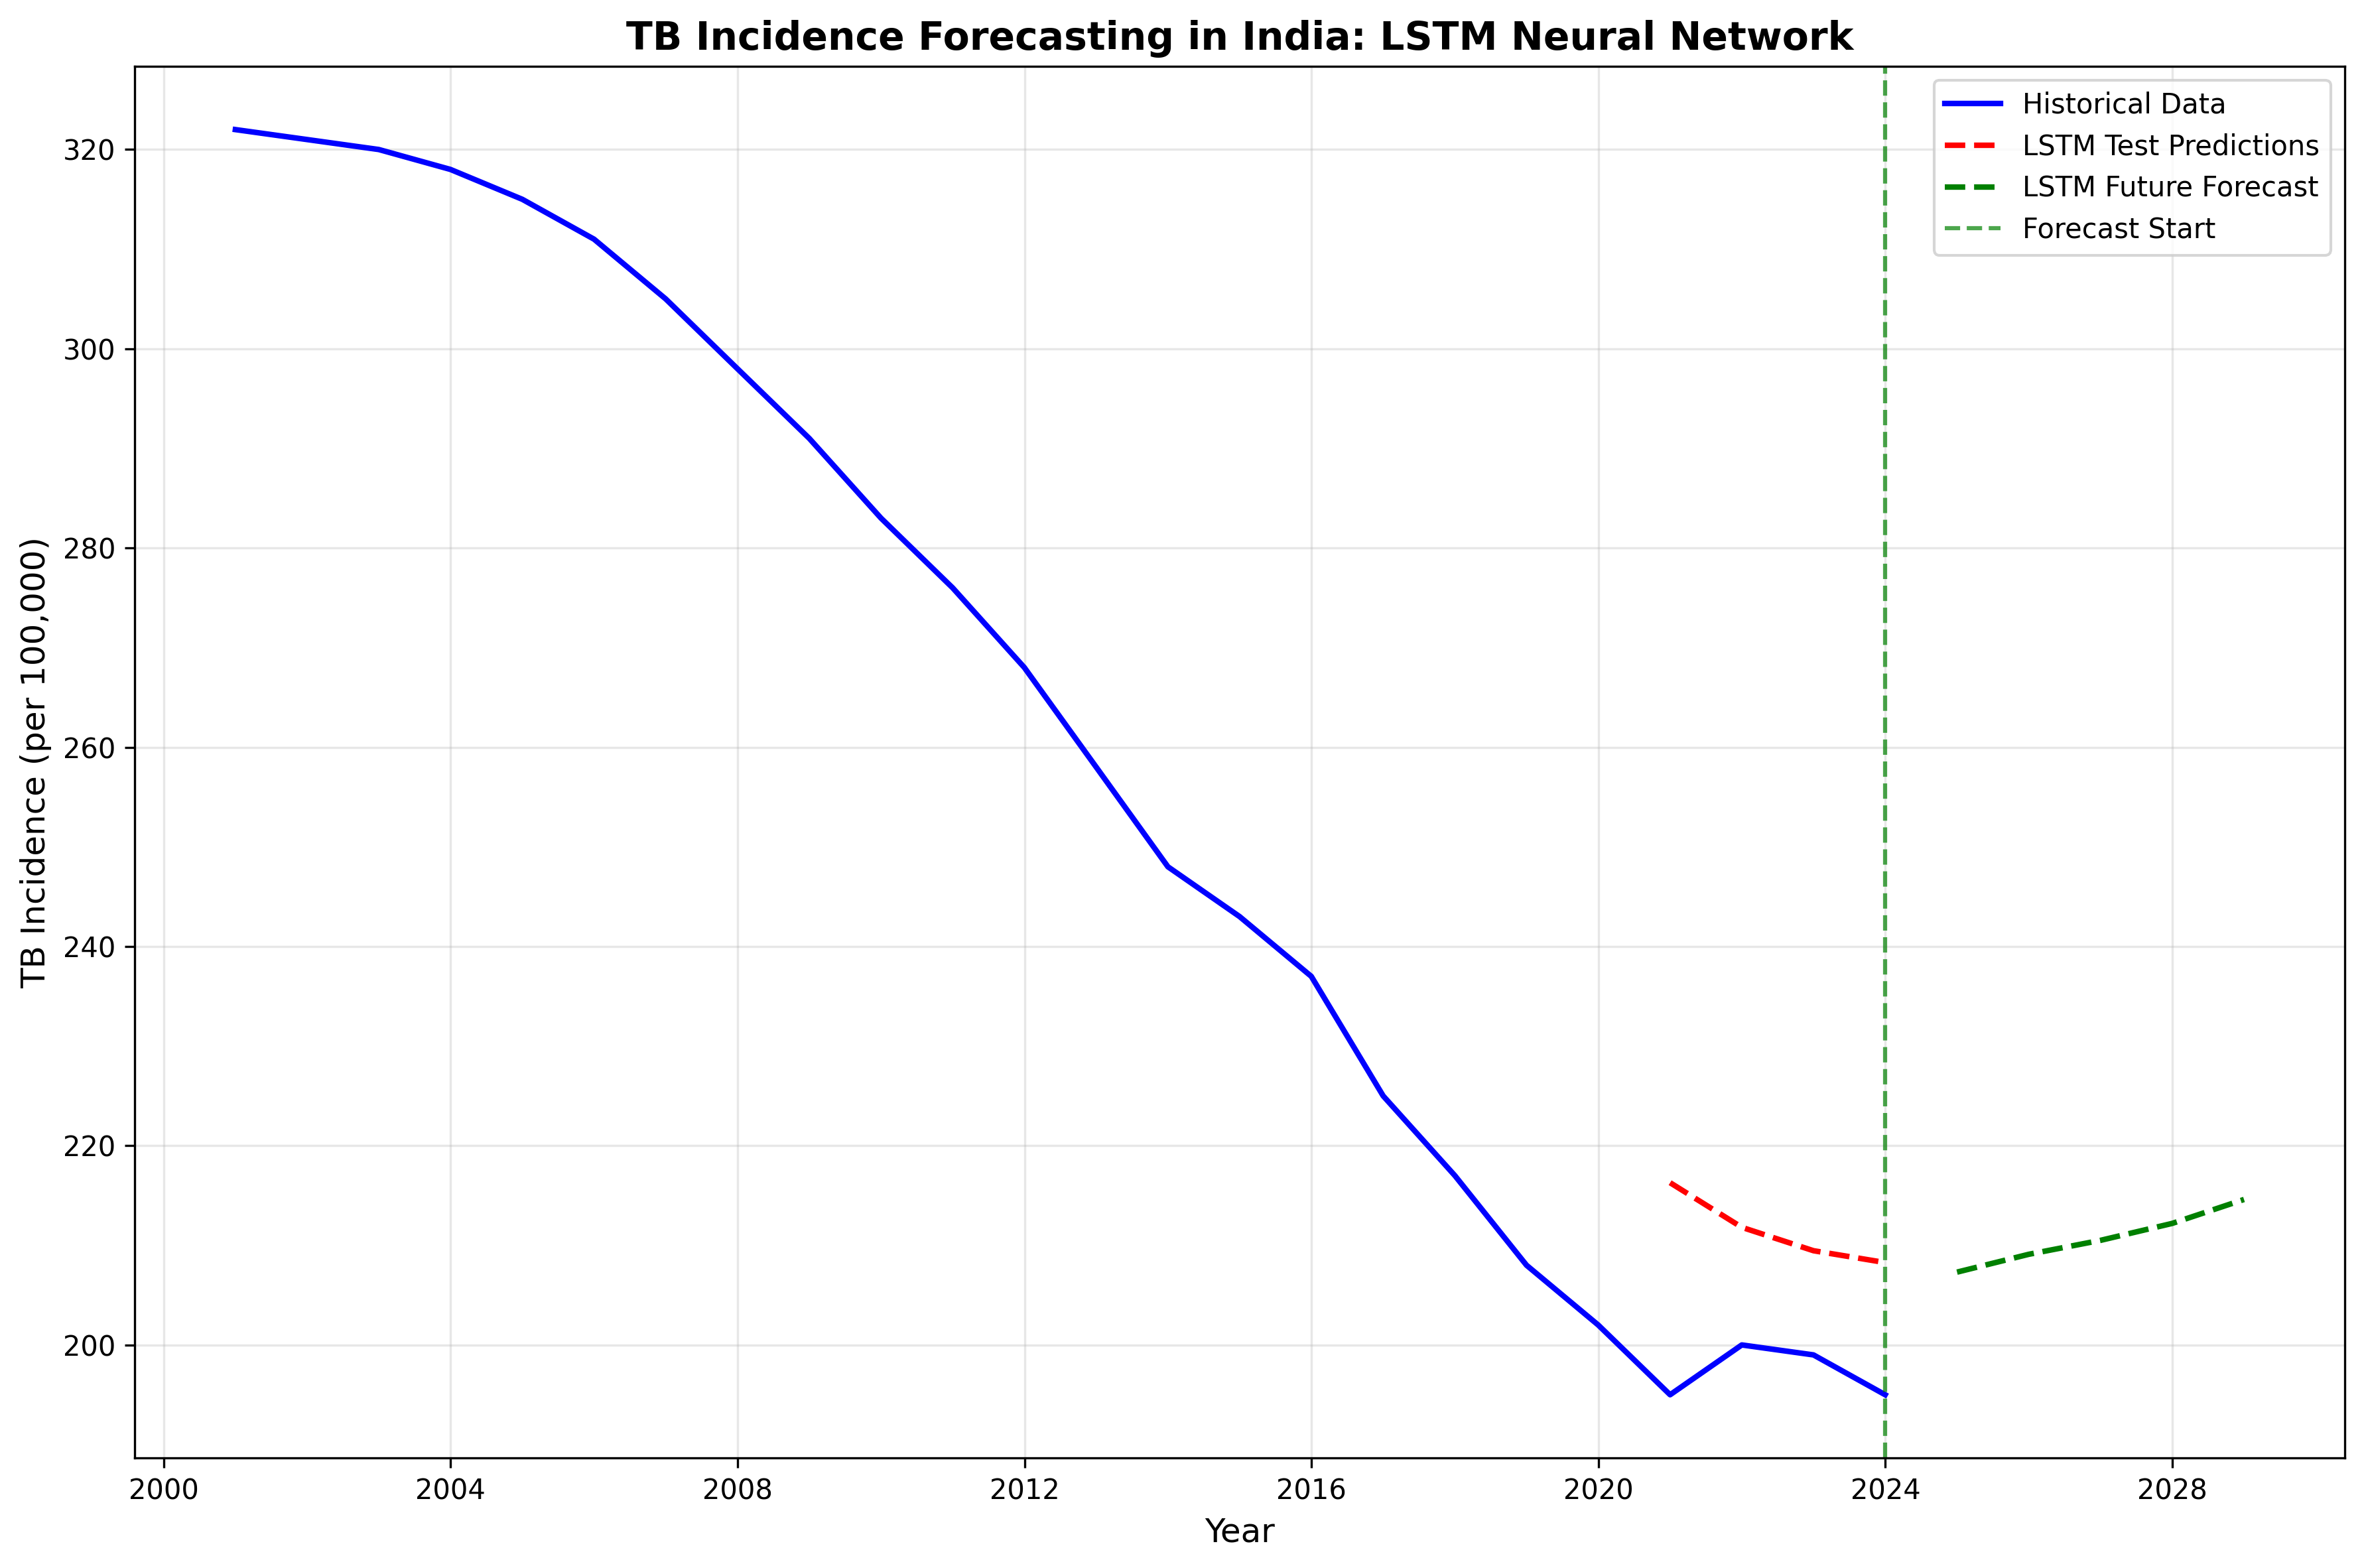 TB Incidence Forecasting in India: LSTM Neural Network
Historical Data
LSTM Test Predictions
LSTM Future Forecast
Forecast Start
TB Incidence (per 100,000)
320
300
280
260
240
220
200
2000 2004 2008 2012 2016 2020 2024 2028
Year